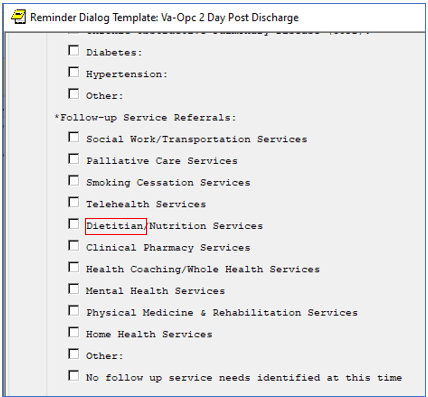 Reminder Dialog Template: Va-Opc 2 Day Post Discharge
Diabetes:
Hypertension:
Other:
*Follow-up Service Referrals:
Social Work/Transportation Services
Palliative Care Services
Smoking Cessation Services
Telehealth Services
Dietitian/Nutrition Services
Clinical Pharmacy Services
Health Coaching/Whole Health Services
Mental Health Services
Physical Medicine & Rehabilitation Services
Home Health Services
Other:
No follow up service needs identified at this time